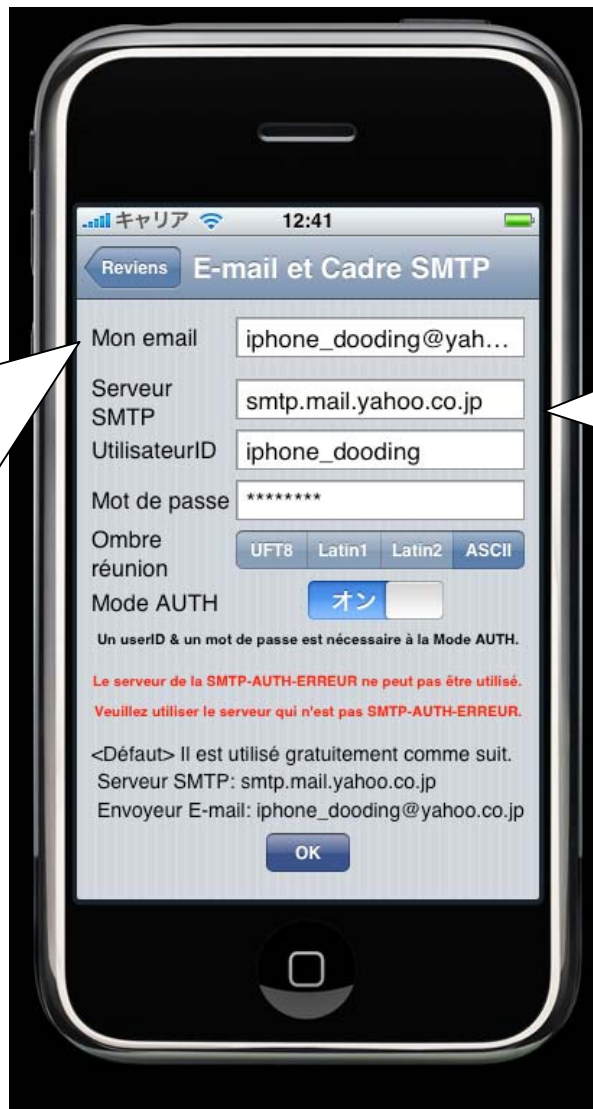 キャリア 12:41
Reviens E-mail et Cadre SMTP
Mon email iphone_dooding@yah...
Serveur
SMTP smtp.mail.yahoo.co.jp
UtilisateurID iphone_dooding
Mot de passe ********
Ombre
réunion UFT8 Latin1 Latin2 ASCII
Mode AUTH オン
Un userID & un mot de passe est nécessaire à la Mode AUTH.
Le serveur de la SMTP-AUTH-ERREUR ne peut pas être utilisé.
Veuillez utiliser le serveur qui n'est pas SMTP-AUTH-ERREUR.
<Défaut> Il est utilisé gratuitement comme suit.
Serveur SMTP: smtp.mail.yahoo.co.jp
Envoyeur E-mail: iphone_dooding@yahoo.co.jp
OK